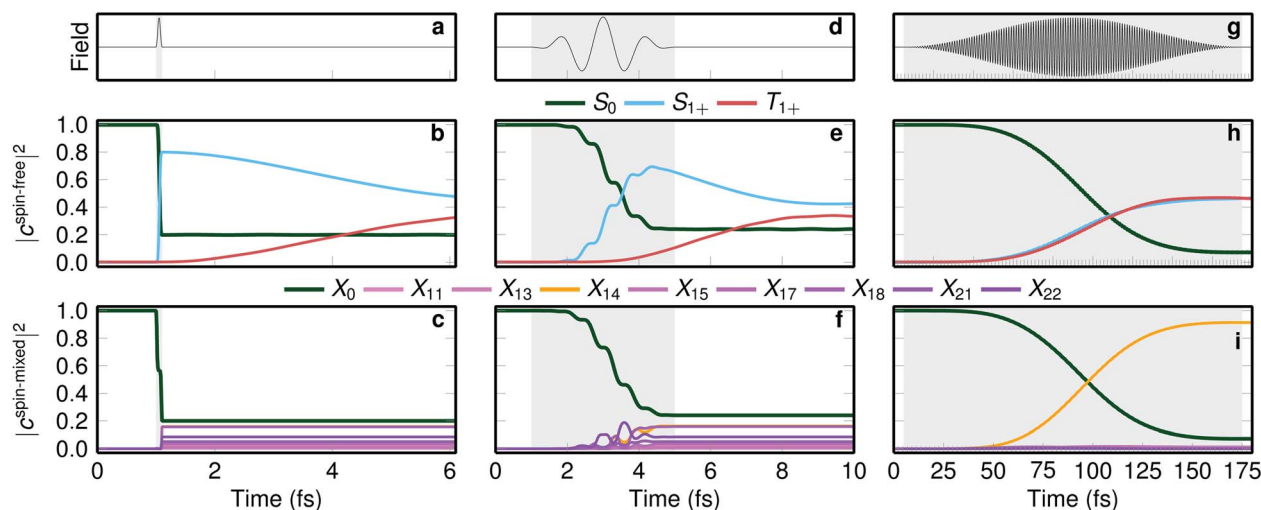 a
d
g
Field
S0 S1+ T1+
b
e
h
|c^spin-free|^2
1.0
0.8
0.6
0.4
0.2
0.0
X0 X11 X13 X14 X15 X17 X18 X21 X22
c
f
i
|c^spin-mixed|^2
1.0
0.8
0.6
0.4
0.2
0.0
0 2 4 6
0 2 4 6 8 10
0 25 50 75 100 125 150 175
Time (fs) Time (fs) Time (fs)